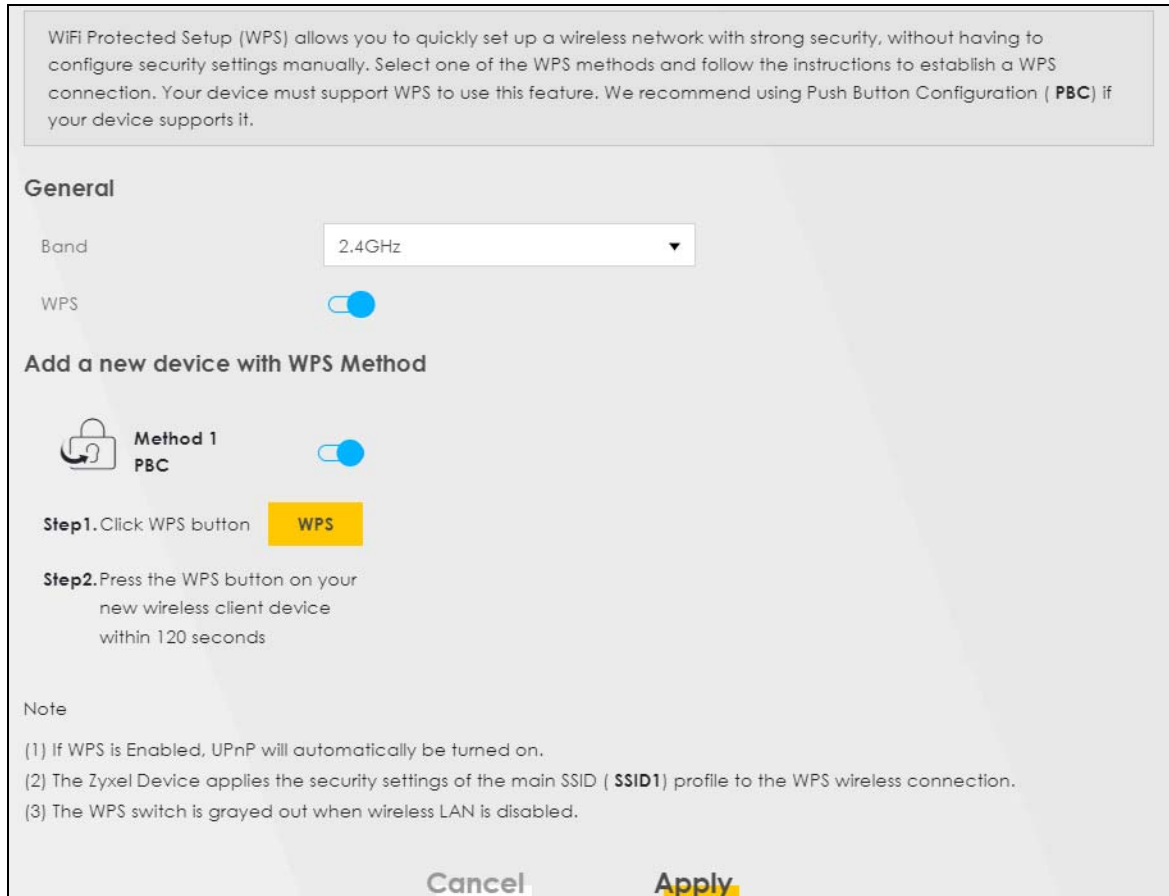 WiFi Protected Setup (WPS) allows you to quickly set up a wireless network with strong security, without having to
configure security settings manually. Select one of the WPS methods and follow the instructions to establish a WPS
connection. Your device must support WPS to use this feature. We recommend using Push Button Configuration ( PBC) if
your device supports it.
General
Band 2.4GHz
WPS
Add a new device with WPS Method
Method 1
PBC
Step1. Click WPS button WPS
Step2. Press the WPS button on your
new wireless client device
within 120 seconds
Note
(1) If WPS is Enabled, UPnP will automatically be turned on.
(2) The Zyxel Device applies the security settings of the main SSID ( SSID1) profile to the WPS wireless connection.
(3) The WPS switch is grayed out when wireless LAN is disabled.
Cancel Apply